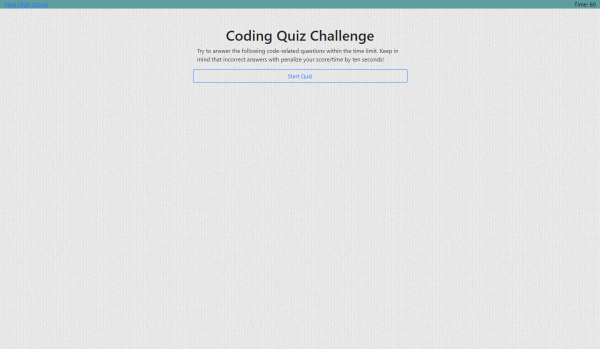 View High Scores
Time: 60
Coding Quiz Challenge
Try to answer the following code-related questions within the time limit. Keep in
mind that incorrect answers with penalize your score/time by ten seconds!
Start Quiz